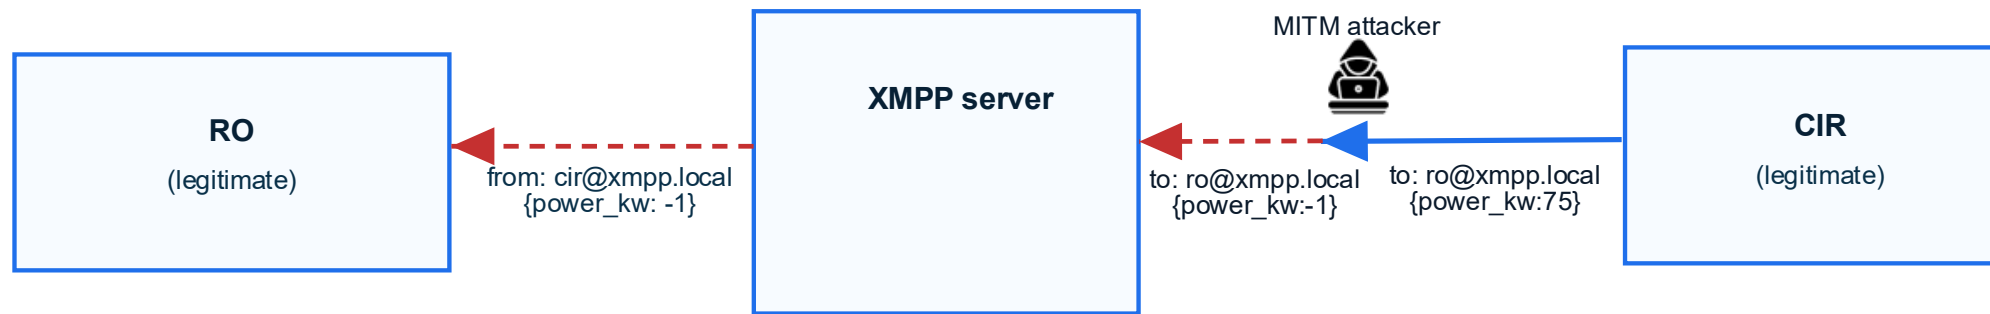 MITM attacker
XMPP server
RO
(legitimate)
CIR
(legitimate)
from: cir@xmpp.local
{power_kw: -1}
to: ro@xmpp.local
{power_kw:-1}
to: ro@xmpp.local
{power_kw:75}